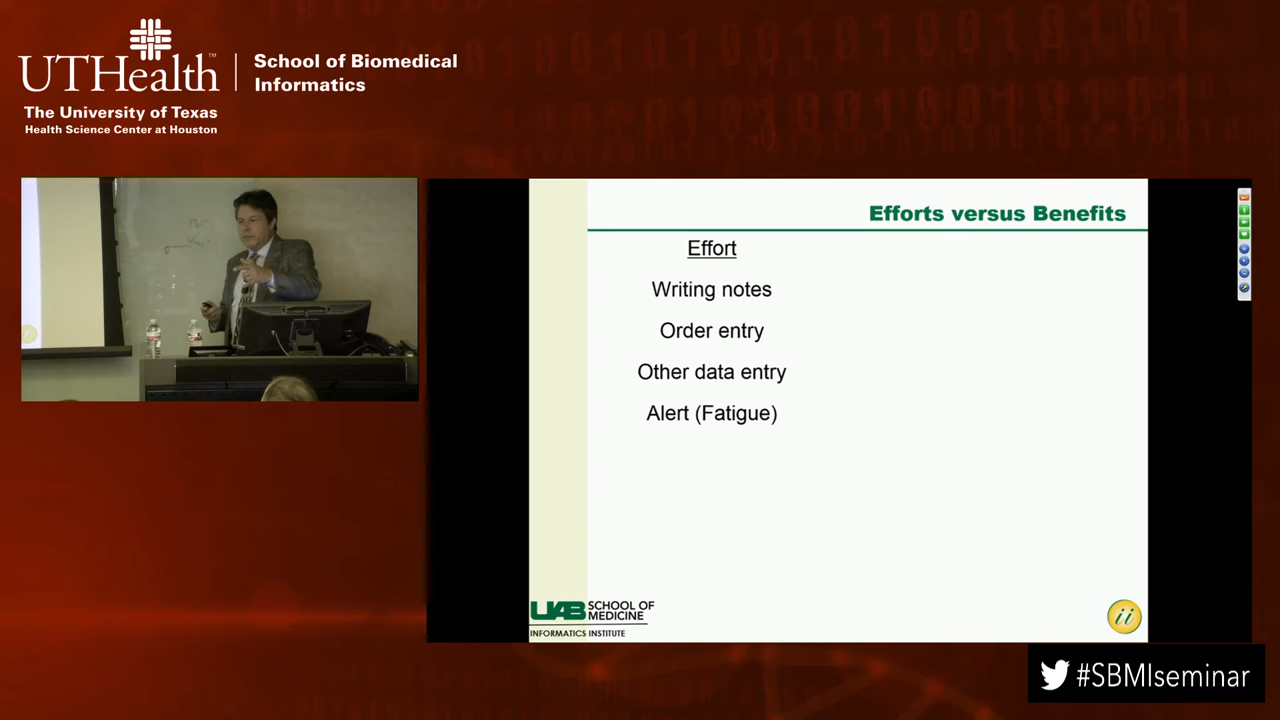 UTHealth™
School of Biomedical
Informatics
The University of Texas
Health Science Center at Houston
Efforts versus Benefits
Effort
Writing notes
Order entry
Other data entry
Alert (Fatigue)
UAB SCHOOL OF
MEDICINE
INFORMATICS INSTITUTE
ii
#SBMIseminar